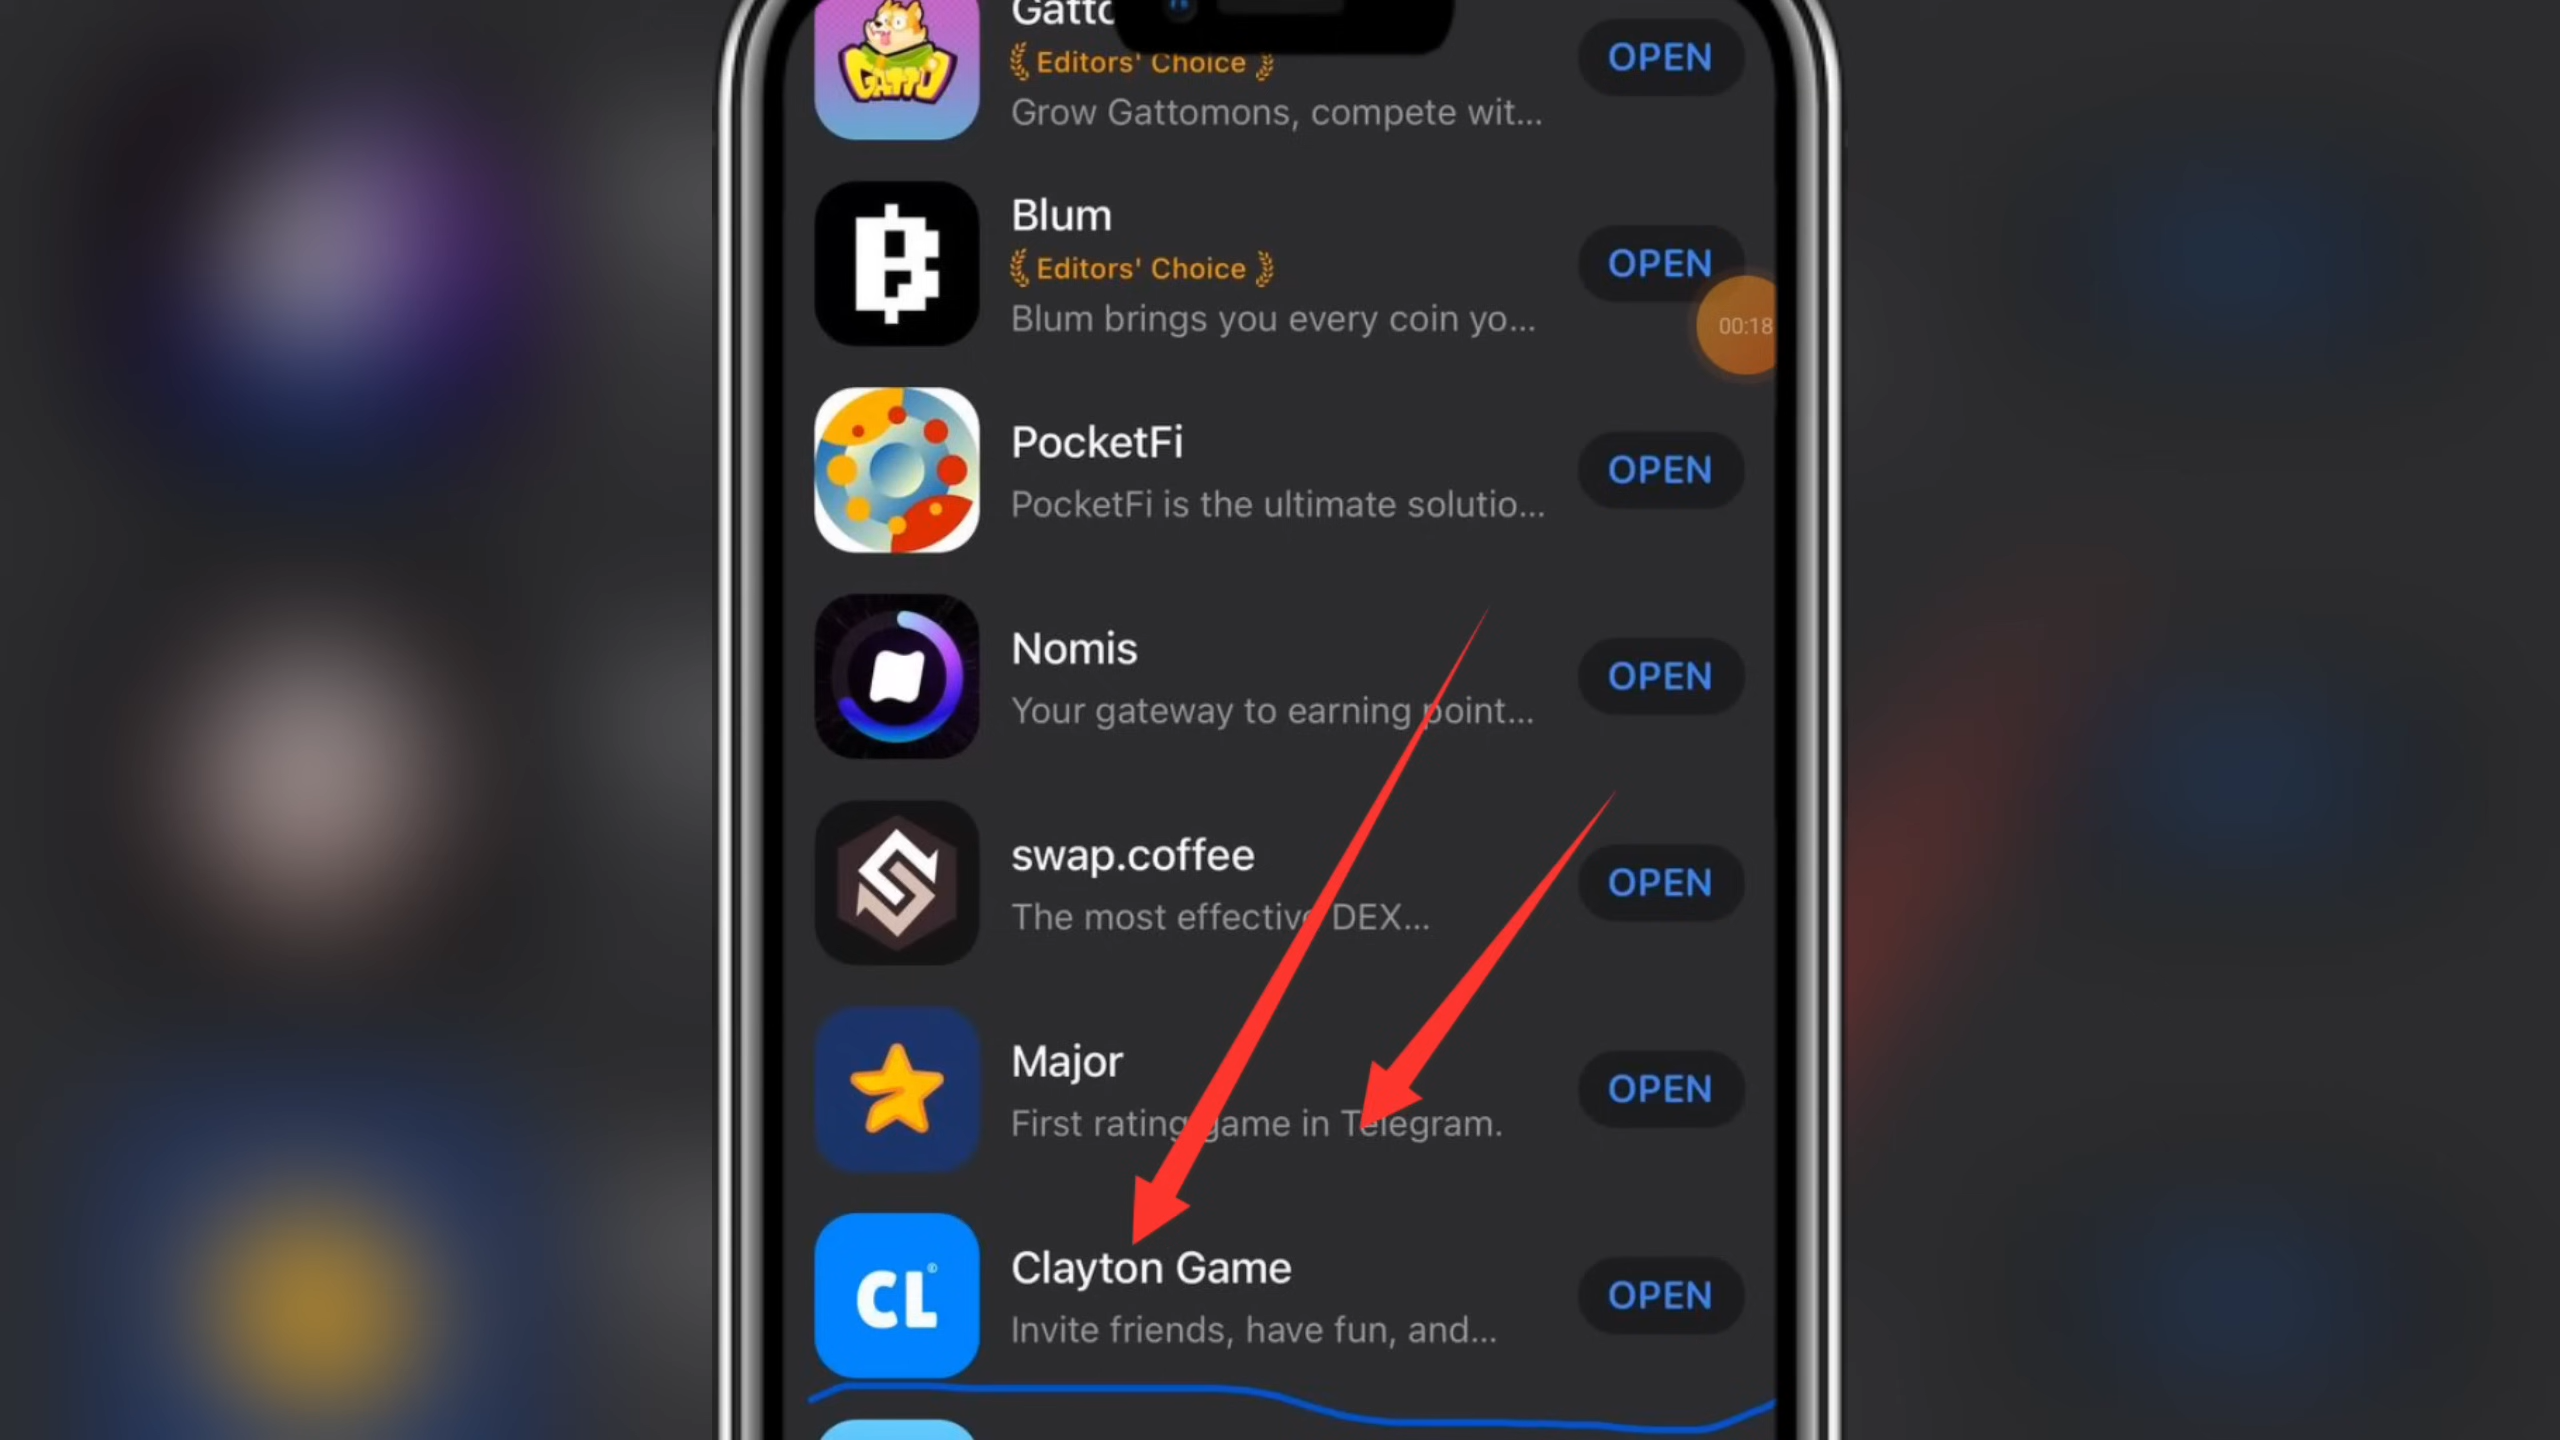 Gatto
GATTO
Editors' Choice
Grow Gattomons, compete wit...
OPEN
Blum
Editors' Choice
Blum brings you every coin yo...
OPEN
00:18
PocketFi
PocketFi is the ultimate solutio...
OPEN
Nomis
Your gateway to earning point...
OPEN
swap.coffee
The most effective DEX...
OPEN
Major
First rating game in Telegram.
OPEN
CL
Clayton Game
Invite friends, have fun, and...
OPEN